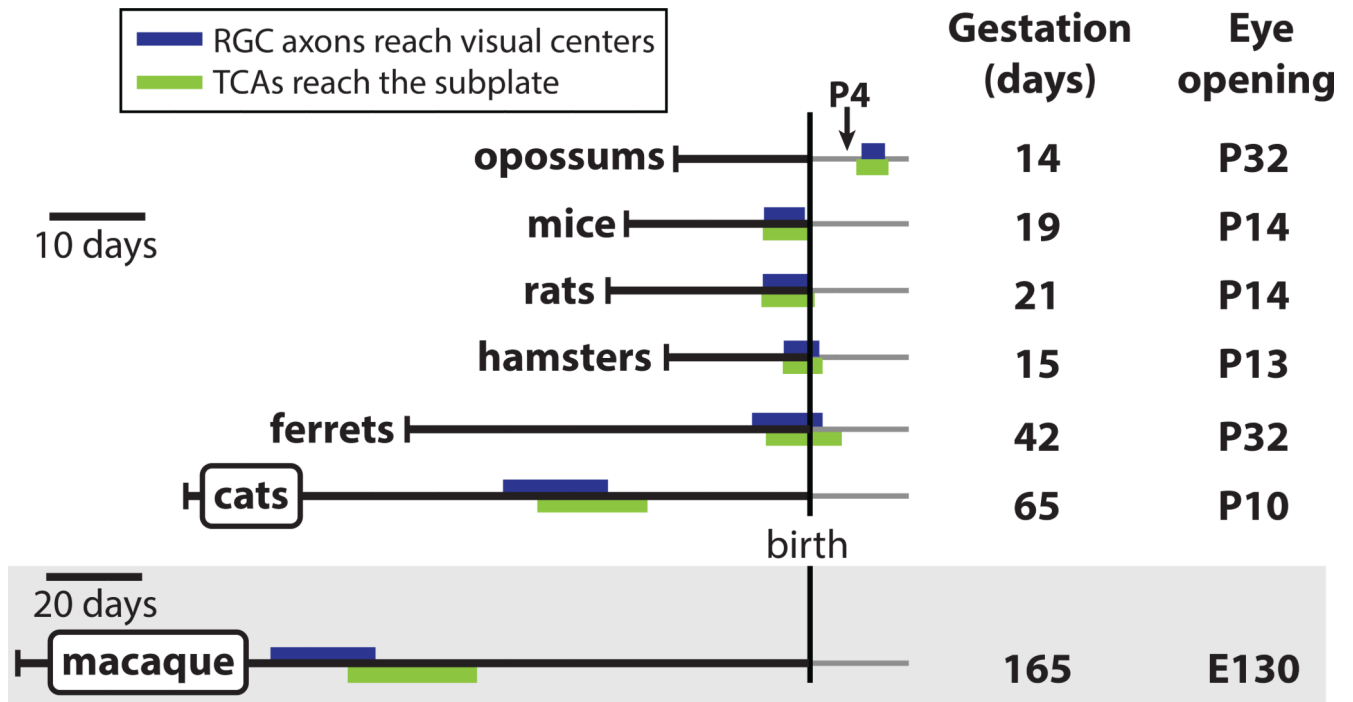 RGC axons reach visual centers
TCAs reach the subplate
Gestation
(days)
Eye
opening
P4
opossums 14 P32
10 days
mice 19 P14
rats 21 P14
hamsters 15 P13
ferrets 42 P32
cats 65 P10
birth
20 days
macaque 165 E130